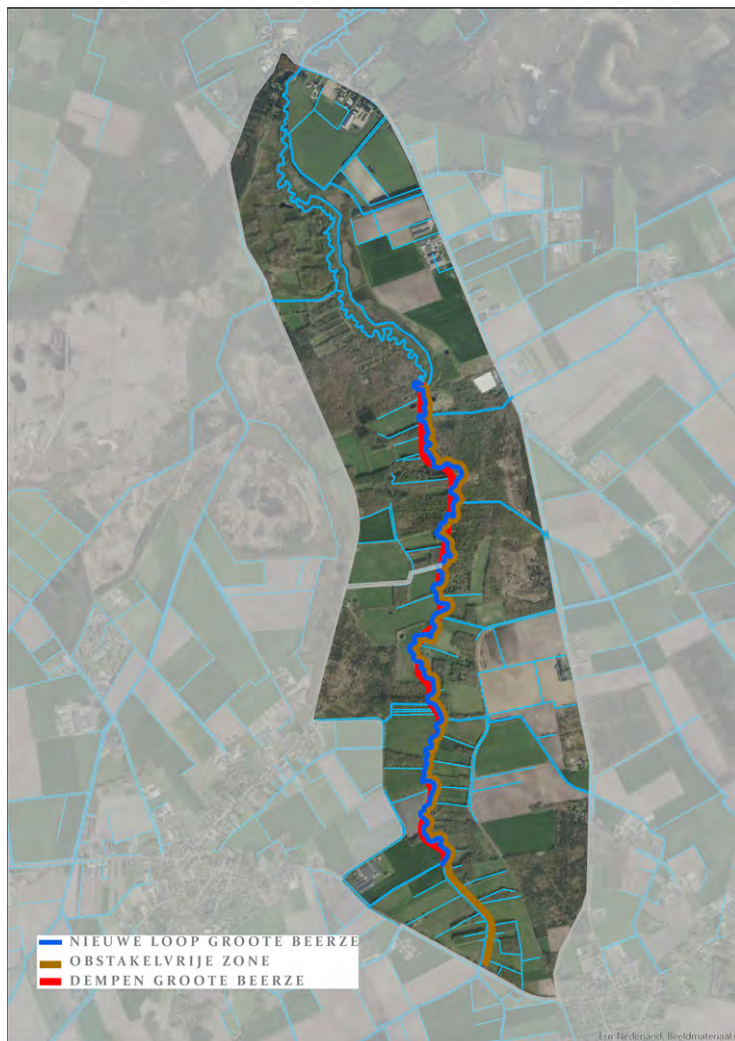 NIEUWE LOOP GROOTE BEERZE
OBSTAKELVRIJE ZONE
DEMPEN GROOTE BEERZE
Esri Nederland, Beeldmateriaal.n